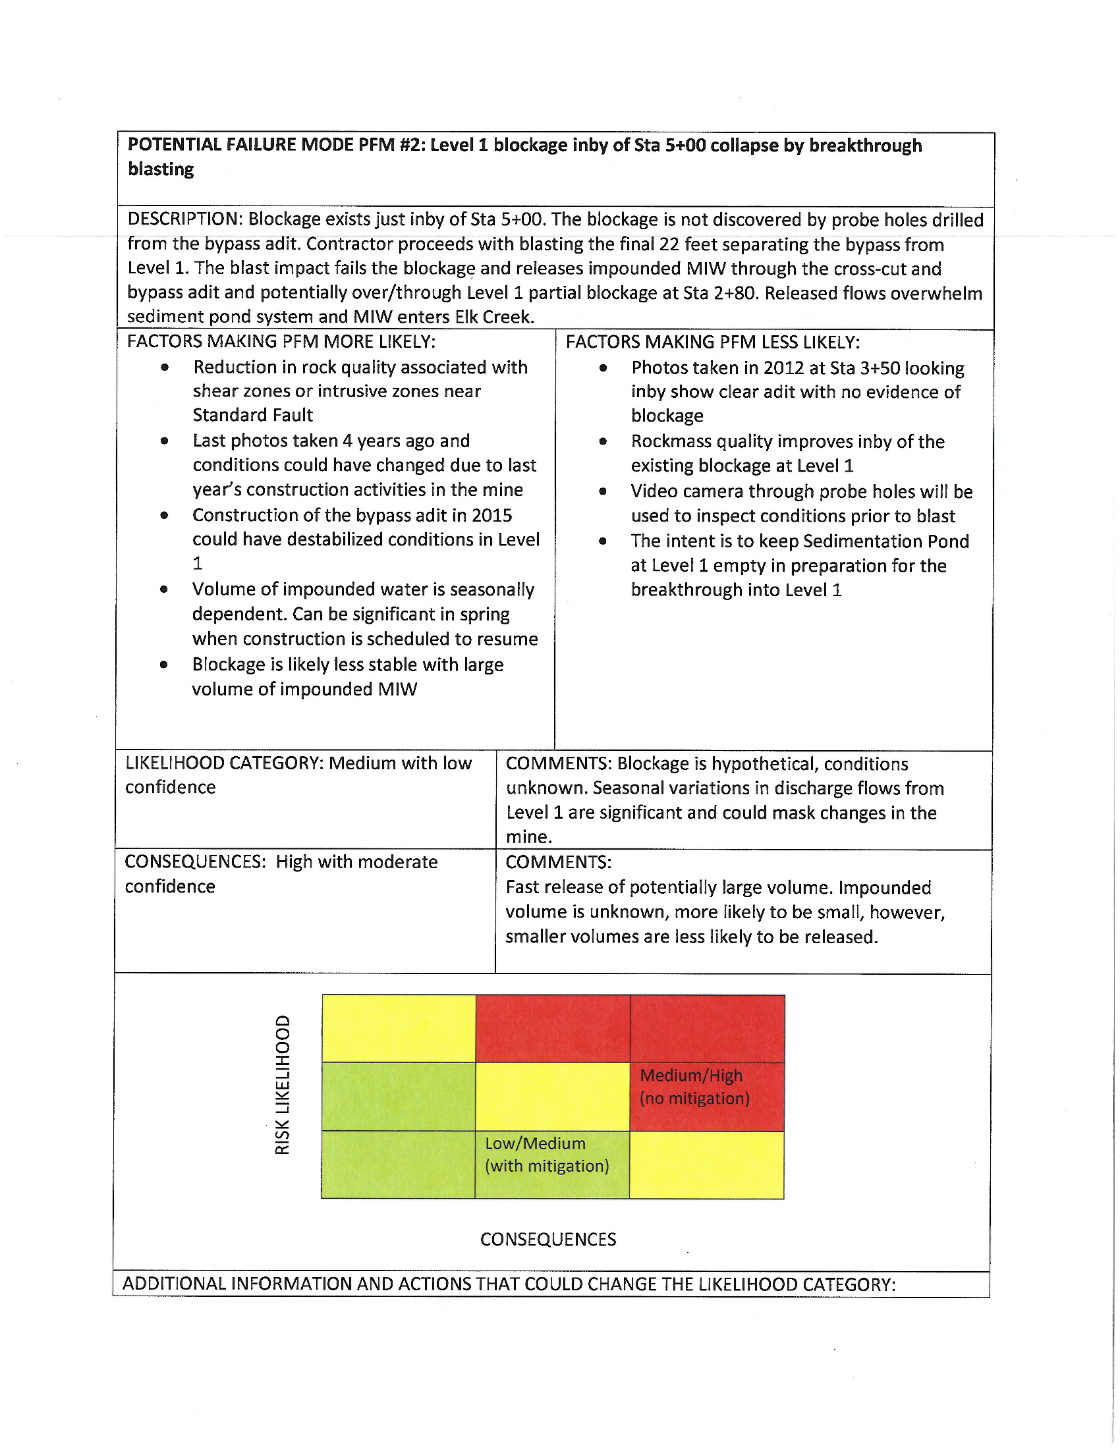 POTENTIAL FAILURE MODE PFM #2: Level 1 blockage inby of Sta 5+00 collapse by breakthrough
blasting
DESCRIPTION: Blockage exists just inby of Sta 5+00. The blockage is not discovered by probe holes drilled
from the bypass adit. Contractor proceeds with blasting the final 22 feet separating the bypass from
Level 1. The blast impact fails the blockage and releases impounded MIW through the cross-cut and
bypass adit and potentially over/through Level 1 partial blockage at Sta 2+80. Released flows overwhelm
sediment pond system and MIW enters Elk Creek.
FACTORS MAKING PFM MORE LIKELY:
• Reduction in rock quality associated with
shear zones or intrusive zones near
Standard Fault
• Last photos taken 4 years ago and
conditions could have changed due to last
year's construction activities in the mine
• Construction of the bypass adit in 2015
could have destabilized conditions in Level
1
• Volume of impounded water is seasonally
dependent. Can be significant in spring
when construction is scheduled to resume
• Blockage is likely less stable with large
volume of impounded MIW
FACTORS MAKING PFM LESS LIKELY:
• Photos taken in 2012 at Sta 3+50 looking
inby show clear adit with no evidence of
blockage
• Rockmass quality improves inby of the
existing blockage at Level 1
• Video camera through probe holes will be
used to inspect conditions prior to blast
• The intent is to keep Sedimentation Pond
at Level 1 empty in preparation for the
breakthrough into Level 1
LIKELIHOOD CATEGORY: Medium with low
confidence
COMMENTS: Blockage is hypothetical, conditions
unknown. Seasonal variations in discharge flows from
Level 1 are significant and could mask changes in the
mine.
CONSEQUENCES: High with moderate
confidence
COMMENTS:
Fast release of potentially large volume. Impounded
volume is unknown, more likely to be small, however,
smaller volumes are less likely to be released.
RISK LIKELIHOOD
Medium/High
(no mitigation)
Low/Medium
(with mitigation)
CONSEQUENCES
ADDITIONAL INFORMATION AND ACTIONS THAT COULD CHANGE THE LIKELIHOOD CATEGORY: